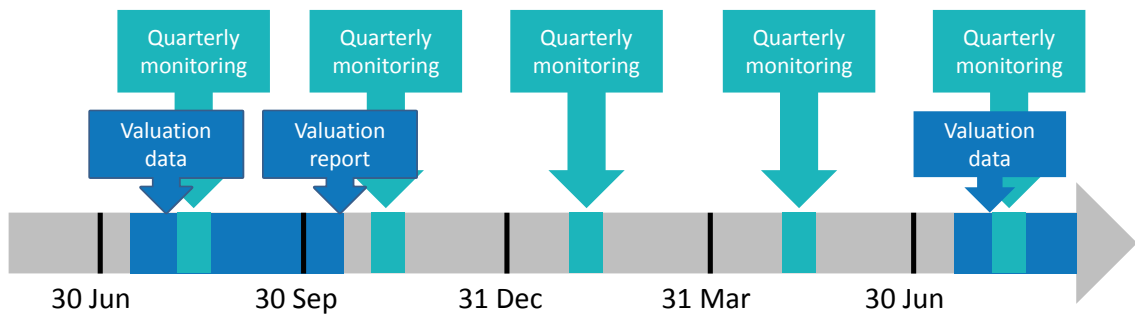 Quarterly
monitoring
Quarterly
monitoring
Quarterly
monitoring
Quarterly
monitoring
Quarterly
monitoring
Valuation
data
Valuation
report
Valuation
data
30 Jun
30 Sep
31 Dec
31 Mar
30 Jun